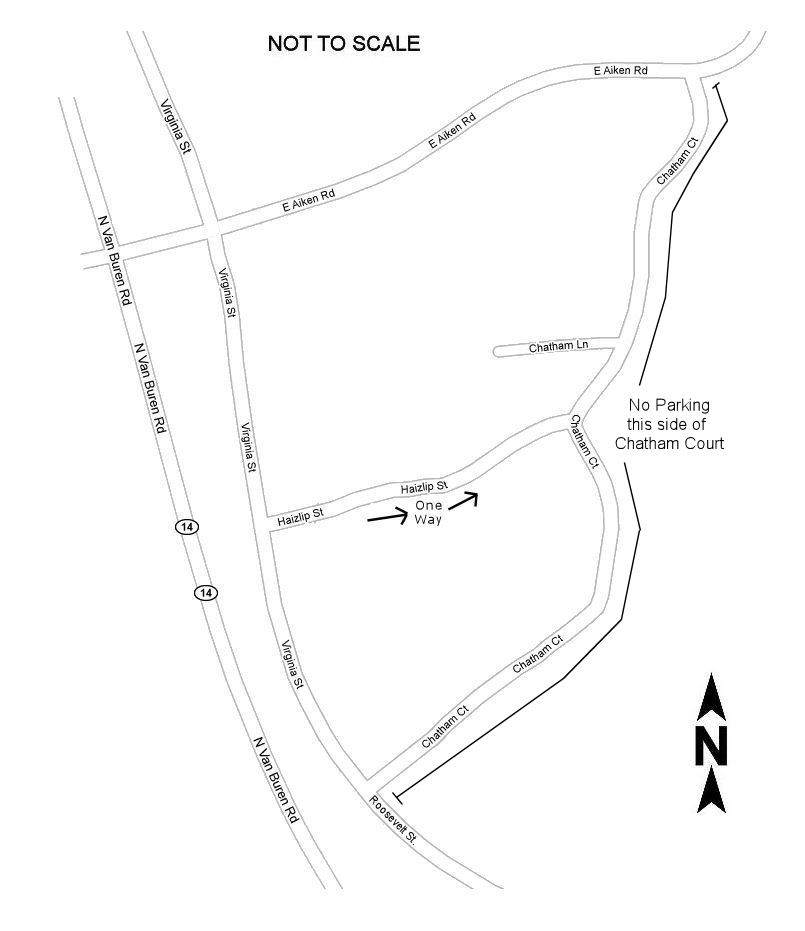 NOT TO SCALE
E Aiken Rd
Virginia St
E Aiken Rd
Chatham Ct
E Aiken Rd
N Van Buren Rd
Virginia St
Chatham Ln
N Van Buren Rd
No Parking
this side of
Chatham Court
Chatham Ct
Virginia St
Haizlip St
Haizlip St
One
Way
14
14
Virginia St
Chatham Ct
Chatham Ct
N
N Van Buren Rd
Roosevelt St.